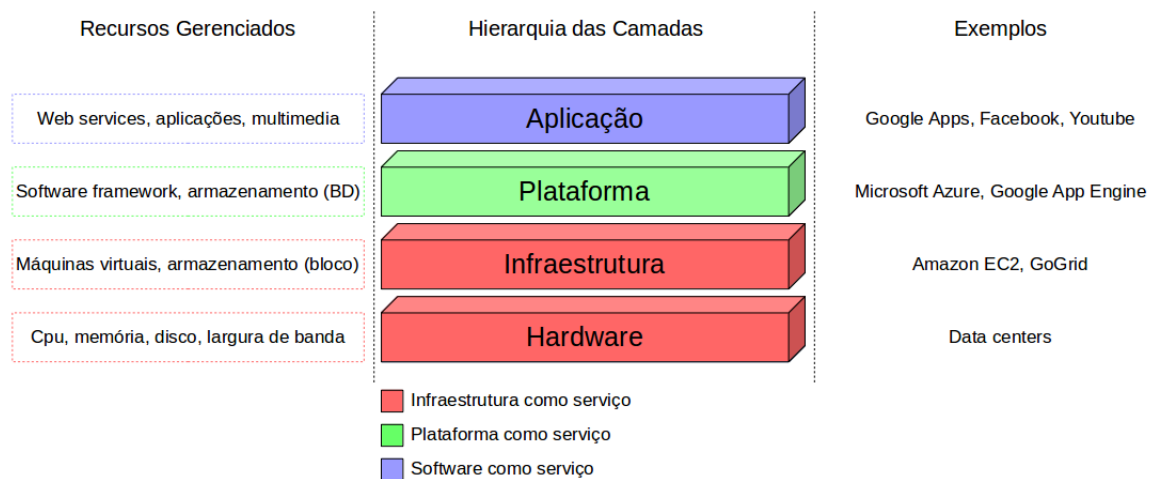 Recursos Gerenciados
Hierarquia das Camadas
Exemplos
Web services, aplicações, multimedia
Aplicação
Google Apps, Facebook, Youtube
Software framework, armazenamento (BD)
Plataforma
Microsoft Azure, Google App Engine
Máquinas virtuais, armazenamento (bloco)
Infraestrutura
Amazon EC2, GoGrid
Cpu, memória, disco, largura de banda
Hardware
Data centers
Infraestrutura como serviço
Plataforma como serviço
Software como serviço